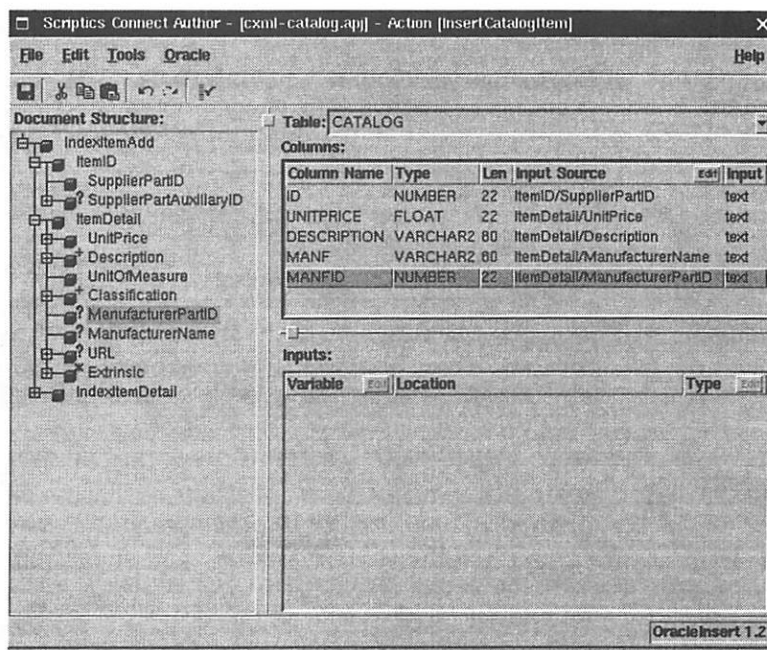 Scriptics Connect Author - [cxml-catalog.apj] - Action [InsertCatalogItem]
File Edit Tools Oracle Help
Document Structure:
IndexItemAdd
ItemID
SupplierPartID
? SupplierPartAuxiliaryID
ItemDetail
UnitPrice
+ Description
UnitOfMeasure
+ Classification
? ManufacturerPartID
? ManufacturerName
? URL
* Extrinsic
IndexItemDetail
Table: CATALOG
Columns:
Column Name Type Len Input Source Edit Input
ID NUMBER 22 ItemID/SupplierPartID text
UNITPRICE FLOAT 22 ItemDetail/UnitPrice text
DESCRIPTION VARCHAR2 80 ItemDetail/Description text
MANF VARCHAR2 80 ItemDetail/ManufacturerName text
MANFID NUMBER 22 ItemDetail/ManufacturerPartID text
Inputs:
Variable Edit Location Type Edit
OracleInsert 1.2